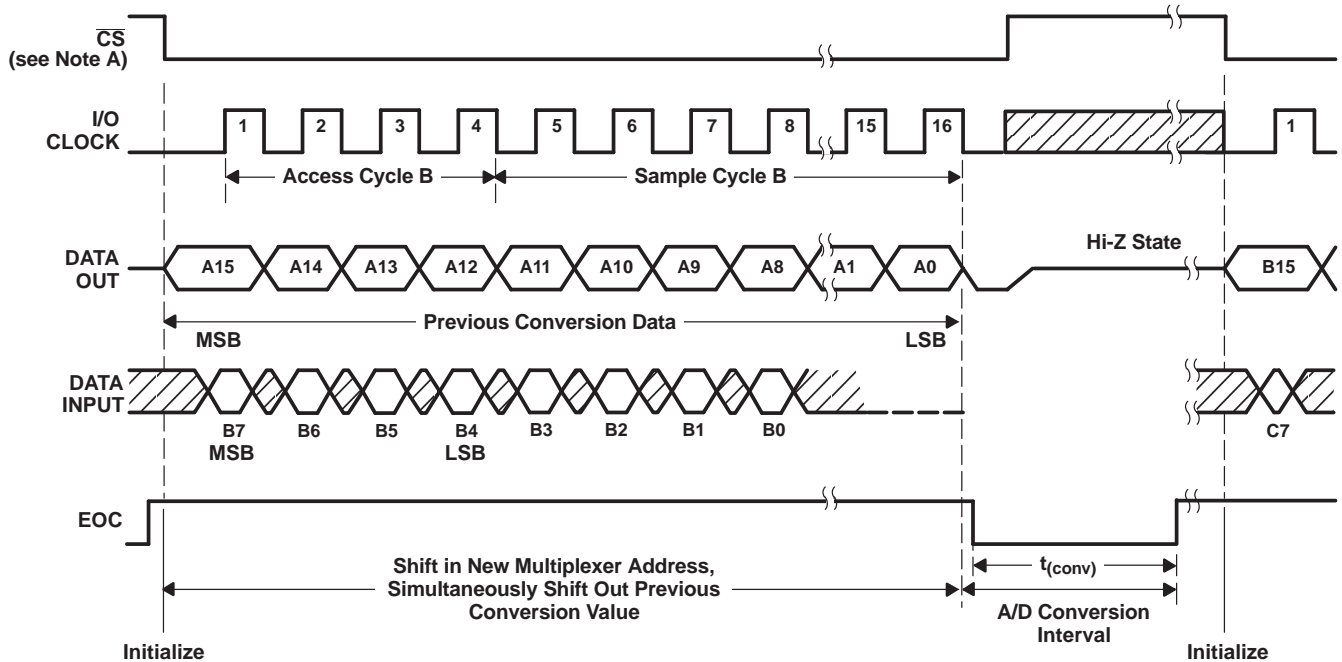 CS
(see Note A)
I/O
CLOCK
1 2 3 4 5 6 7 8 15 16 1
Access Cycle B
Sample Cycle B
Hi-Z State
DATA
OUT
A15 A14 A13 A12 A11 A10 A9 A8 A1 A0 B15
Previous Conversion Data
MSB LSB
DATA
INPUT
B7 B6 B5 B4 B3 B2 B1 B0 C7
MSB LSB
EOC
Shift in New Multiplexer Address,
Simultaneously Shift Out Previous
Conversion Value
t(conv)
A/D Conversion
Interval
Initialize Initialize